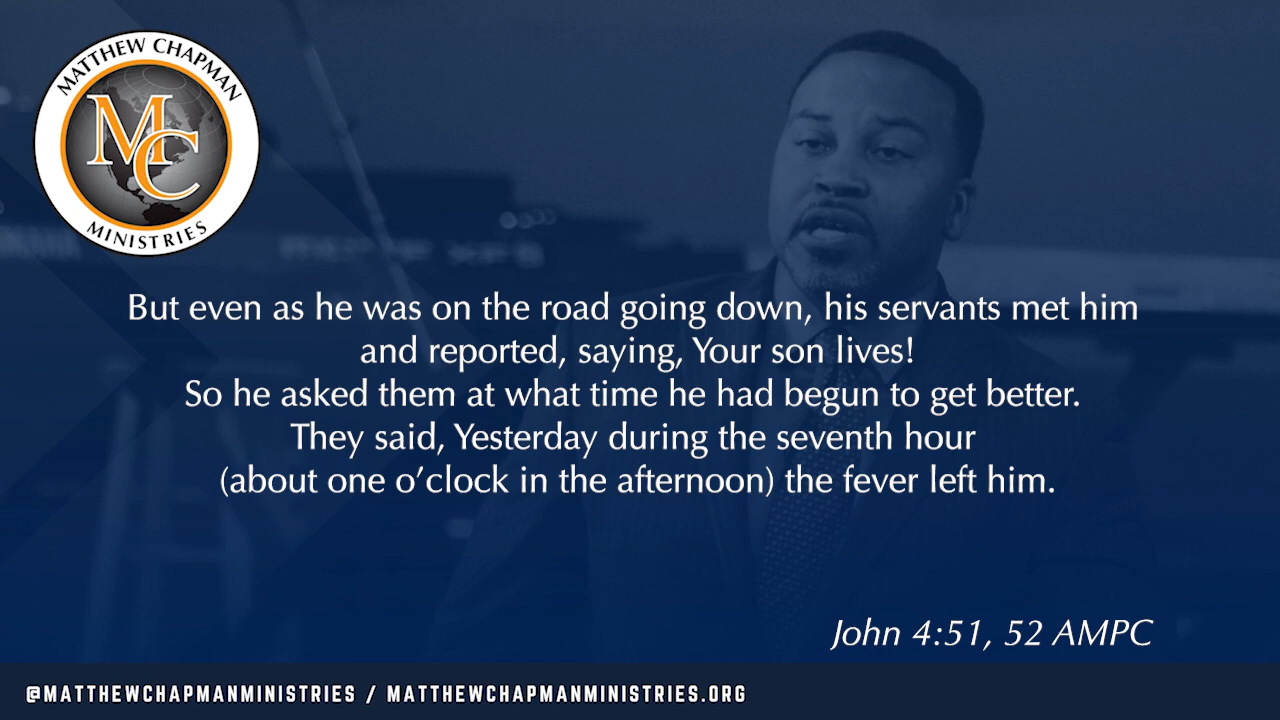 MATTHEW CHAPMAN
MC
MINISTRIES
But even as he was on the road going down, his servants met him
and reported, saying, Your son lives!
So he asked them at what time he had begun to get better.
They said, Yesterday during the seventh hour
(about one o’clock in the afternoon) the fever left him.
John 4:51, 52 AMPC
@MATTHEWCHAPMANMINISTRIES / MATTHEWCHAPMANMINISTRIES.ORG